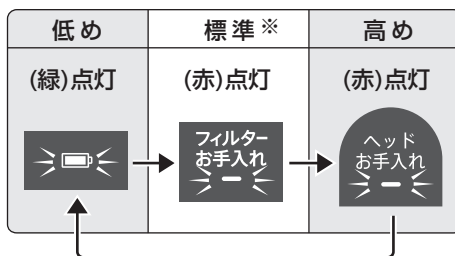 低め
標準※
高め
(緑)点灯
(赤)点灯
(赤)点灯
フィルター
お手入れ
ヘッド
お手入れ